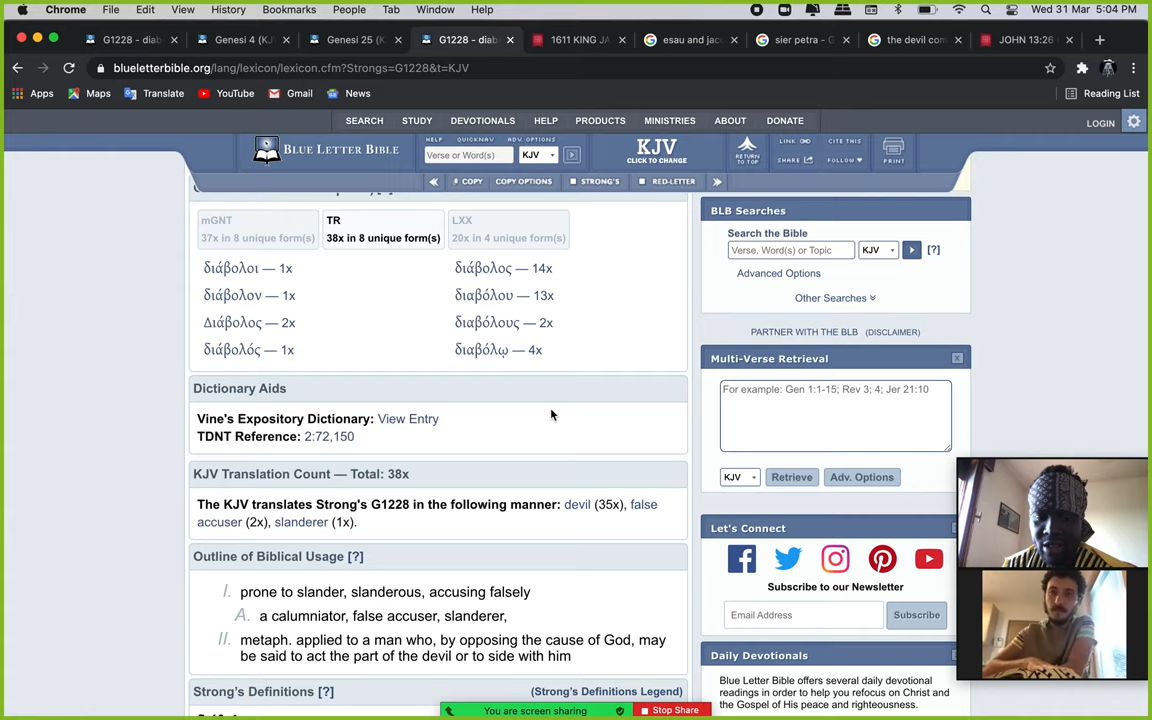 Chrome File Edit View History Bookmarks People Tab Window Help Wed 31 Mar 5:04 PM
G1228 - diab × Genesi 4 (KJ × Genesi 25 (K × G1228 - diab × 1611 KING JA × esau and jac × sier petra - G × the devil com × JOHN 13:26 ×
blueletterbible.org/lang/lexicon/lexicon.cfm?Strongs=G1228&t=KJV
Apps Maps Translate YouTube Gmail News Reading List
SEARCH STUDY DEVOTIONALS HELP PRODUCTS MINISTRIES ABOUT DONATE LOGIN
HELP QUICKNAV ADV. OPTIONS
BLUE LETTER BIBLE
Verse or Word(s) KJV
KJV
CLICK TO CHANGE
RETURN TO TOP
LINK CITE THIS
SHARE FOLLOW PRINT
COPY COPY OPTIONS STRONG'S RED-LETTER
mGNT
37x in 8 unique form(s)
TR
38x in 8 unique form(s)
LXX
20x in 4 unique form(s)
διάβολοι — 1x
διάβολον — 1x
Διάβολος — 2x
διάβολός — 1x
διάβολος — 14x
διαβόλου — 13x
διαβόλους — 2x
διαβόλῳ — 4x
Dictionary Aids
Vine's Expository Dictionary: View Entry
TDNT Reference: 2:72,150
KJV Translation Count — Total: 38x
The KJV translates Strong's G1228 in the following manner: devil (35x), false
accuser (2x), slanderer (1x).
Outline of Biblical Usage [?]
I. prone to slander, slanderous, accusing falsely
A. a calumniator, false accuser, slanderer,
II. metaph. applied to a man who, by opposing the cause of God, may
be said to act the part of the devil or to side with him
Strong's Definitions [?] (Strong's Definitions Legend)
BLB Searches
Search the Bible
Verse, Word(s) or Topic KJV [?]
Advanced Options
Other Searches
PARTNER WITH THE BLB (DISCLAIMER)
Multi-Verse Retrieval
For example: Gen 1:1-15; Rev 3; 4; Jer 21:10
KJV Retrieve Adv. Options
Let's Connect
Subscribe to our Newsletter
Email Address Subscribe
Daily Devotionals
Blue Letter Bible offers several daily devotional
readings in order to help you refocus on Christ and
the Gospel of His peace and righteousness.
You are screen sharing Stop Share